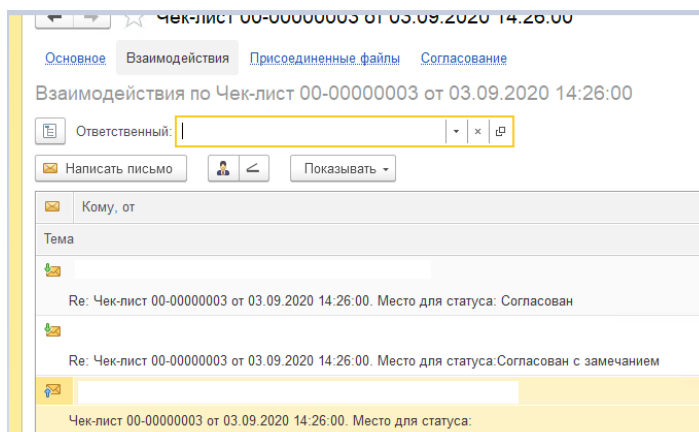 Чек-лист 00-00000003 от 03.09.2020 14:26:00
Основное Взаимодействия Присоединенные файлы Согласование
Взаимодействия по Чек-лист 00-00000003 от 03.09.2020 14:26:00
Ответственный:
Написать письмо Показывать
Кому, от
Тема
Re: Чек-лист 00-00000003 от 03.09.2020 14:26:00. Место для статуса: Согласован
Re: Чек-лист 00-00000003 от 03.09.2020 14:26:00. Место для статуса:Согласован с замечанием
Чек-лист 00-00000003 от 03.09.2020 14:26:00. Место для статуса: